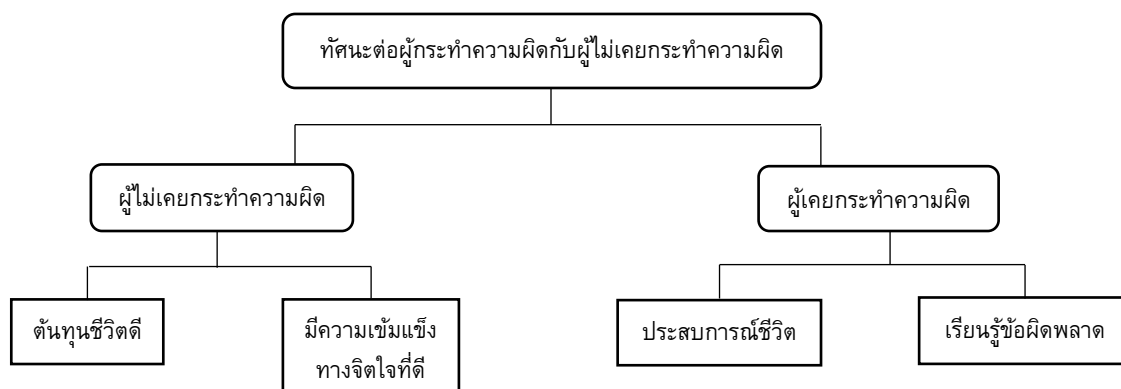 ทัศนะต่อผู้กระทำความผิดกับผู้ไม่เคยกระทำความผิด
ผู้ไม่เคยกระทำความผิด
ผู้เคยกระทำความผิด
ต้นทุนชีวิตดี
มีความเข้มแข็ง
ทางจิตใจที่ดี
ประสบการณ์ชีวิต
เรียนรู้ข้อผิดพลาด